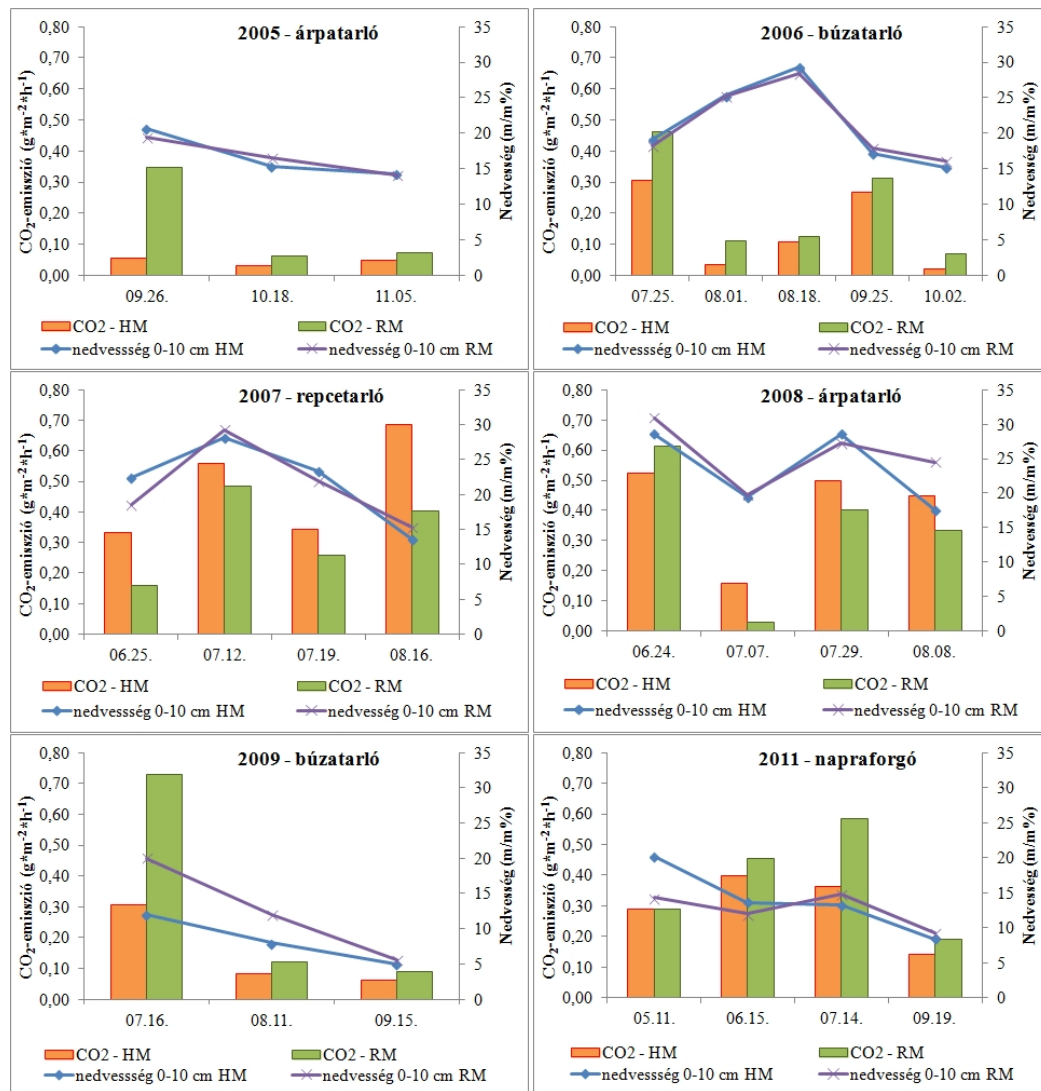 2005 - árpatarló
CO₂-emisszió (g*m⁻²*h⁻¹)
0,80
0,70
0,60
0,50
0,40
0,30
0,20
0,10
0,00
35
30
25
20
15
10
5
0
Nedvesség (m/m%)
09.26. 10.18. 11.05.
CO2 - HM CO2 - RM
nedvessség 0-10 cm HM nedvesség 0-10 cm RM
2006 - búzatarló
CO₂-emisszió (g*m⁻²*h⁻¹)
0,80
0,70
0,60
0,50
0,40
0,30
0,20
0,10
0,00
35
30
25
20
15
10
5
0
Nedvesség (m/m%)
07.25. 08.01. 08.18. 09.25. 10.02.
CO2 - HM CO2 - RM
nedvessség 0-10 cm HM nedvesség 0-10 cm RM
2007 - repcetarló
CO₂-emisszió (g*m⁻²*h⁻¹)
0,80
0,70
0,60
0,50
0,40
0,30
0,20
0,10
0,00
35
30
25
20
15
10
5
0
Nedvesség (m/m%)
06.25. 07.12. 07.19. 08.16.
CO2 - HM CO2 - RM
nedvessség 0-10 cm HM nedvesség 0-10 cm RM
2008 - árpatarló
CO₂-emisszió (g*m⁻²*h⁻¹)
0,80
0,70
0,60
0,50
0,40
0,30
0,20
0,10
0,00
35
30
25
20
15
10
5
0
Nedvesség (m/m%)
06.24. 07.07. 07.29. 08.08.
CO2 - HM CO2 - RM
nedvessség 0-10 cm HM nedvesség 0-10 cm RM
2009 - búzatarló
CO₂-emisszió (g*m⁻²*h⁻¹)
0,80
0,70
0,60
0,50
0,40
0,30
0,20
0,10
0,00
35
30
25
20
15
10
5
0
Nedvesség (m/m%)
07.16. 08.11. 09.15.
CO2 - HM CO2 - RM
nedvessség 0-10 cm HM nedvesség 0-10 cm RM
2011 - napraforgó
CO₂-emisszió (g*m⁻²*h⁻¹)
0,80
0,70
0,60
0,50
0,40
0,30
0,20
0,10
0,00
35
30
25
20
15
10
5
0
Nedvesség (m/m%)
05.11. 06.15. 07.14. 09.19.
CO2 - HM CO2 - RM
nedvessség 0-10 cm HM nedvesség 0-10 cm RM